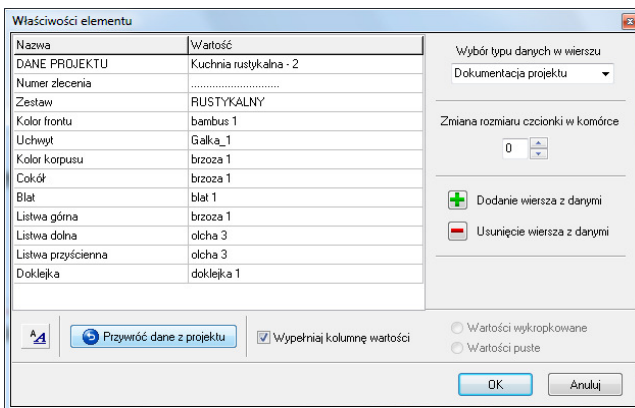 Właściwości elementu
Nazwa Wartość
DANE PROJEKTU Kuchnia rustykalna - 2
Numer zlecenia ............................
Zestaw RUSTYKALNY
Kolor frontu bambus 1
Uchwyt Galka_1
Kolor korpusu brzoza 1
Cokół brzoza 1
Blat blat 1
Listwa górna brzoza 1
Listwa dolna olcha 3
Listwa przyścienna olcha 3
Doklejka doklejka 1
Wybór typu danych w wierszu
Dokumentacja projektu
Zmiana rozmiaru czcionki w komórce
0
Dodanie wiersza z danymi
Usunięcie wiersza z danymi
AA Przywróć dane z projektu Wypełniaj kolumnę wartości
Wartości wykropkowane
Wartości puste
OK Anuluj